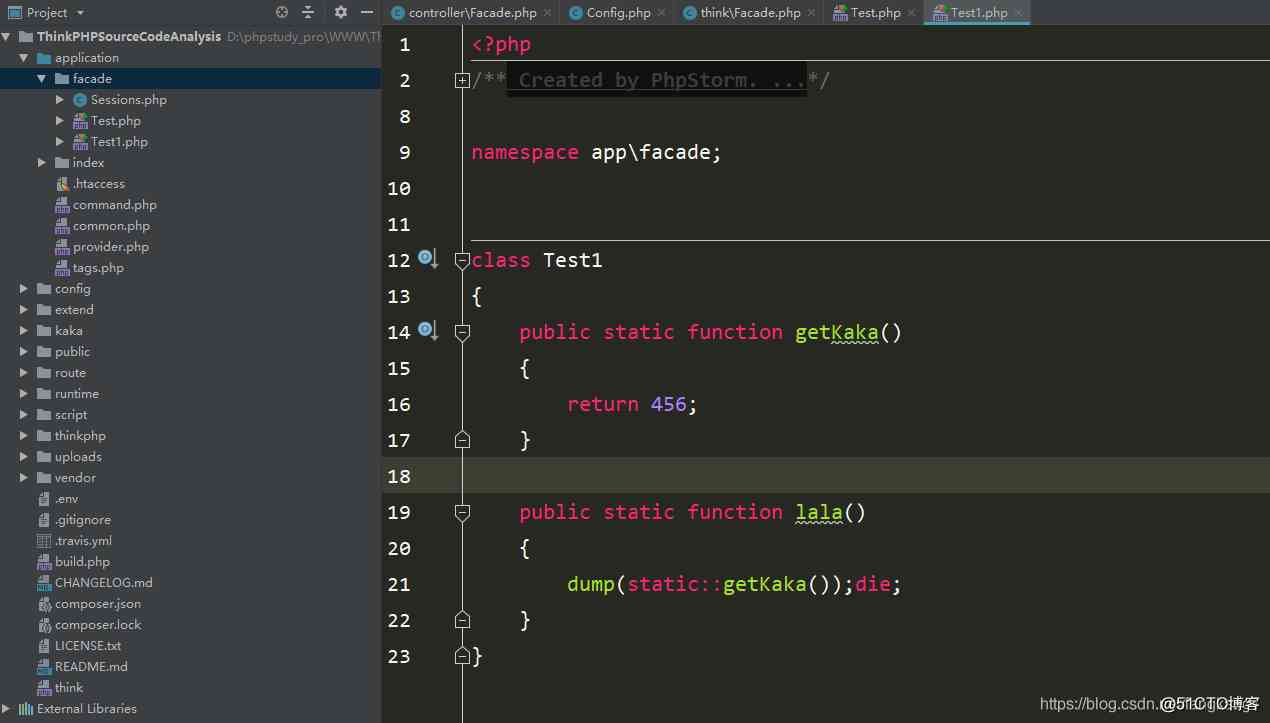 Project
ThinkPHPSourceCodeAnalysis D:\phpstudy_pro\WWW\Th
application
facade
Sessions.php
Test.php
Test1.php
index
.htaccess
command.php
common.php
provider.php
tags.php
config
extend
kaka
public
route
runtime
script
thinkphp
uploads
vendor
.env
.gitignore
.travis.yml
build.php
CHANGELOG.md
composer.json
composer.lock
LICENSE.txt
README.md
think
External Libraries
controller\Facade.php Config.php think\Facade.php Test.php Test1.php
1 <?php
2 /** Created by PhpStorm. ...*/
8
9 namespace app\facade;
10
11
12 class Test1
13 {
14 public static function getKaka()
15 {
16 return 456;
17 }
18
19 public static function lala()
20 {
21 dump(static::getKaka());die;
22 }
23 }
https://blog.csdn.n
@51CTO博客